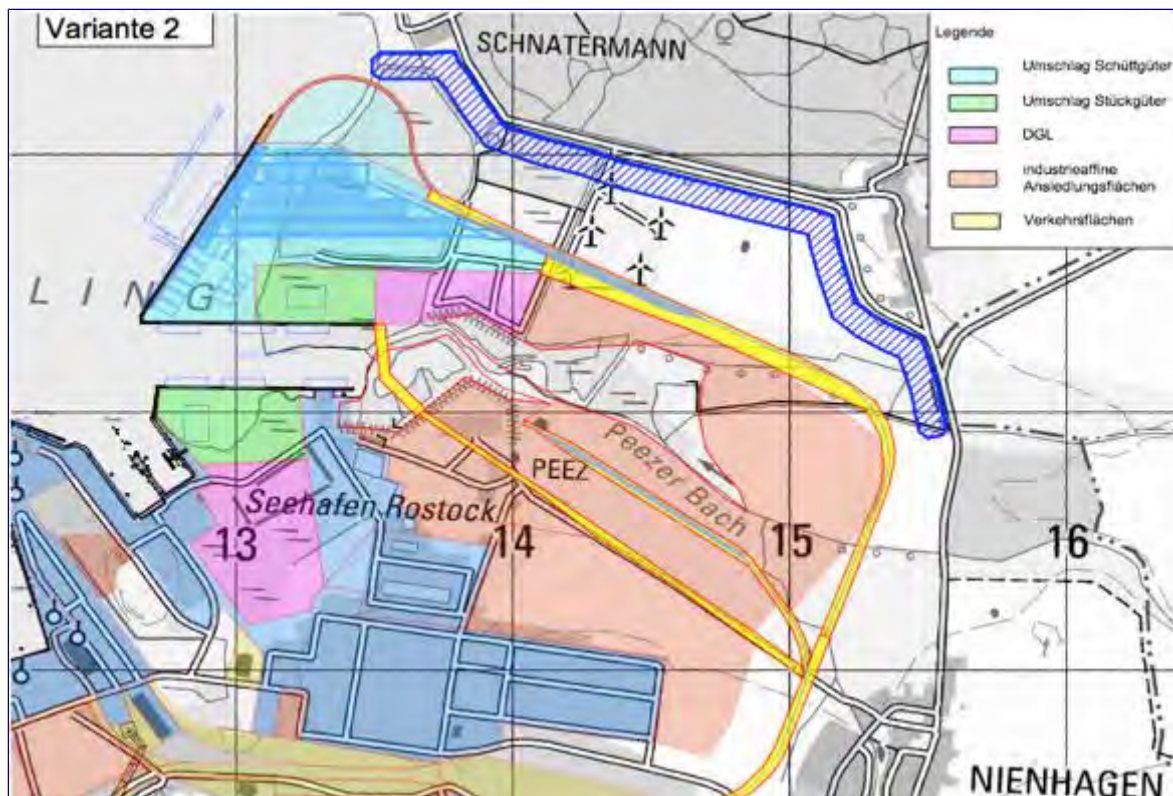 Variante 2
SCHNATERMANN
Legende
Umschlag Schüttgüter
Umschlag Stückgüter
DGL
industrieaffine
Ansiedlungsflächen
Verkehrsflächen
LING
Peezer Bach
PEEZ
Seehafen Rostock
13
14
15
16
NIENHAGEN